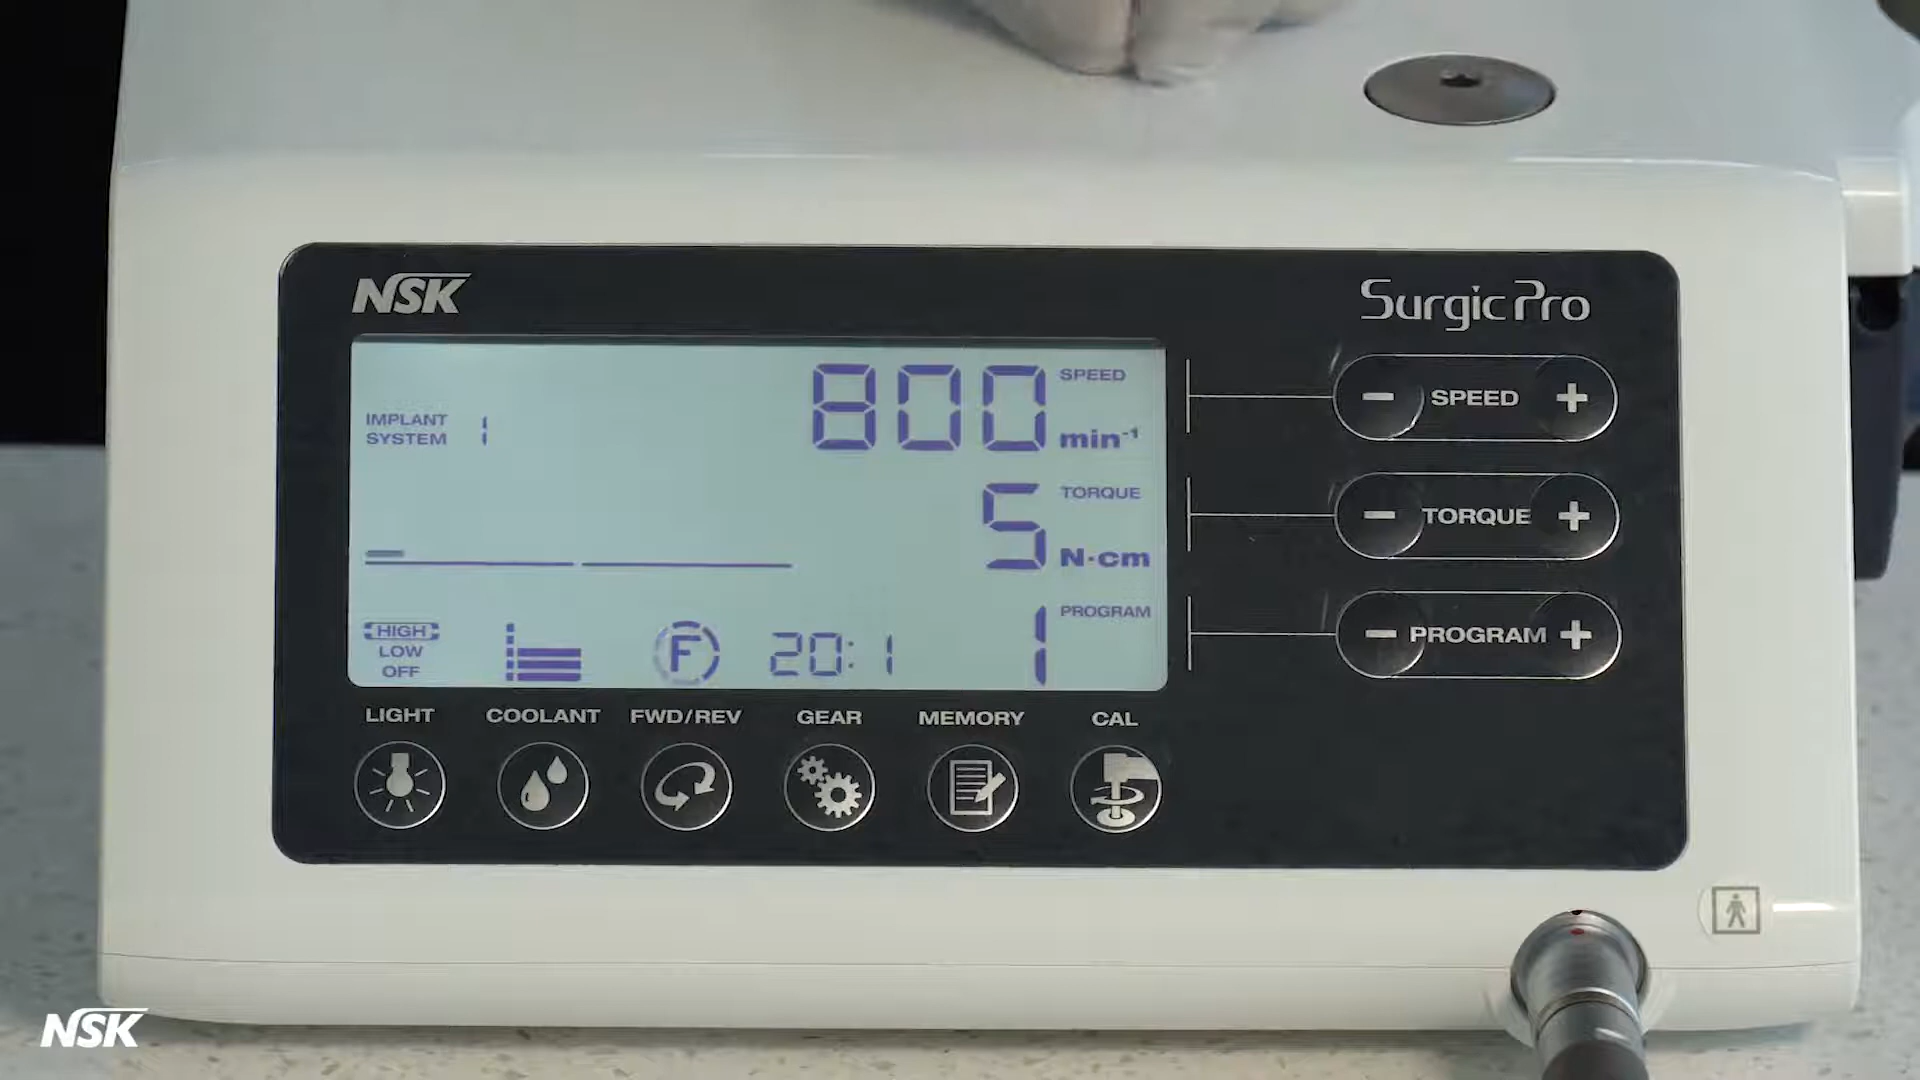 NSK
Surgic Pro
800 SPEED
min⁻¹
IMPLANT
SYSTEM 1
5 TORQUE
N·cm
1 PROGRAM
HIGH
LOW
OFF
F
20:1
- SPEED +
- TORQUE +
- PROGRAM +
LIGHT COOLANT FWD/REV GEAR MEMORY CAL
NSK